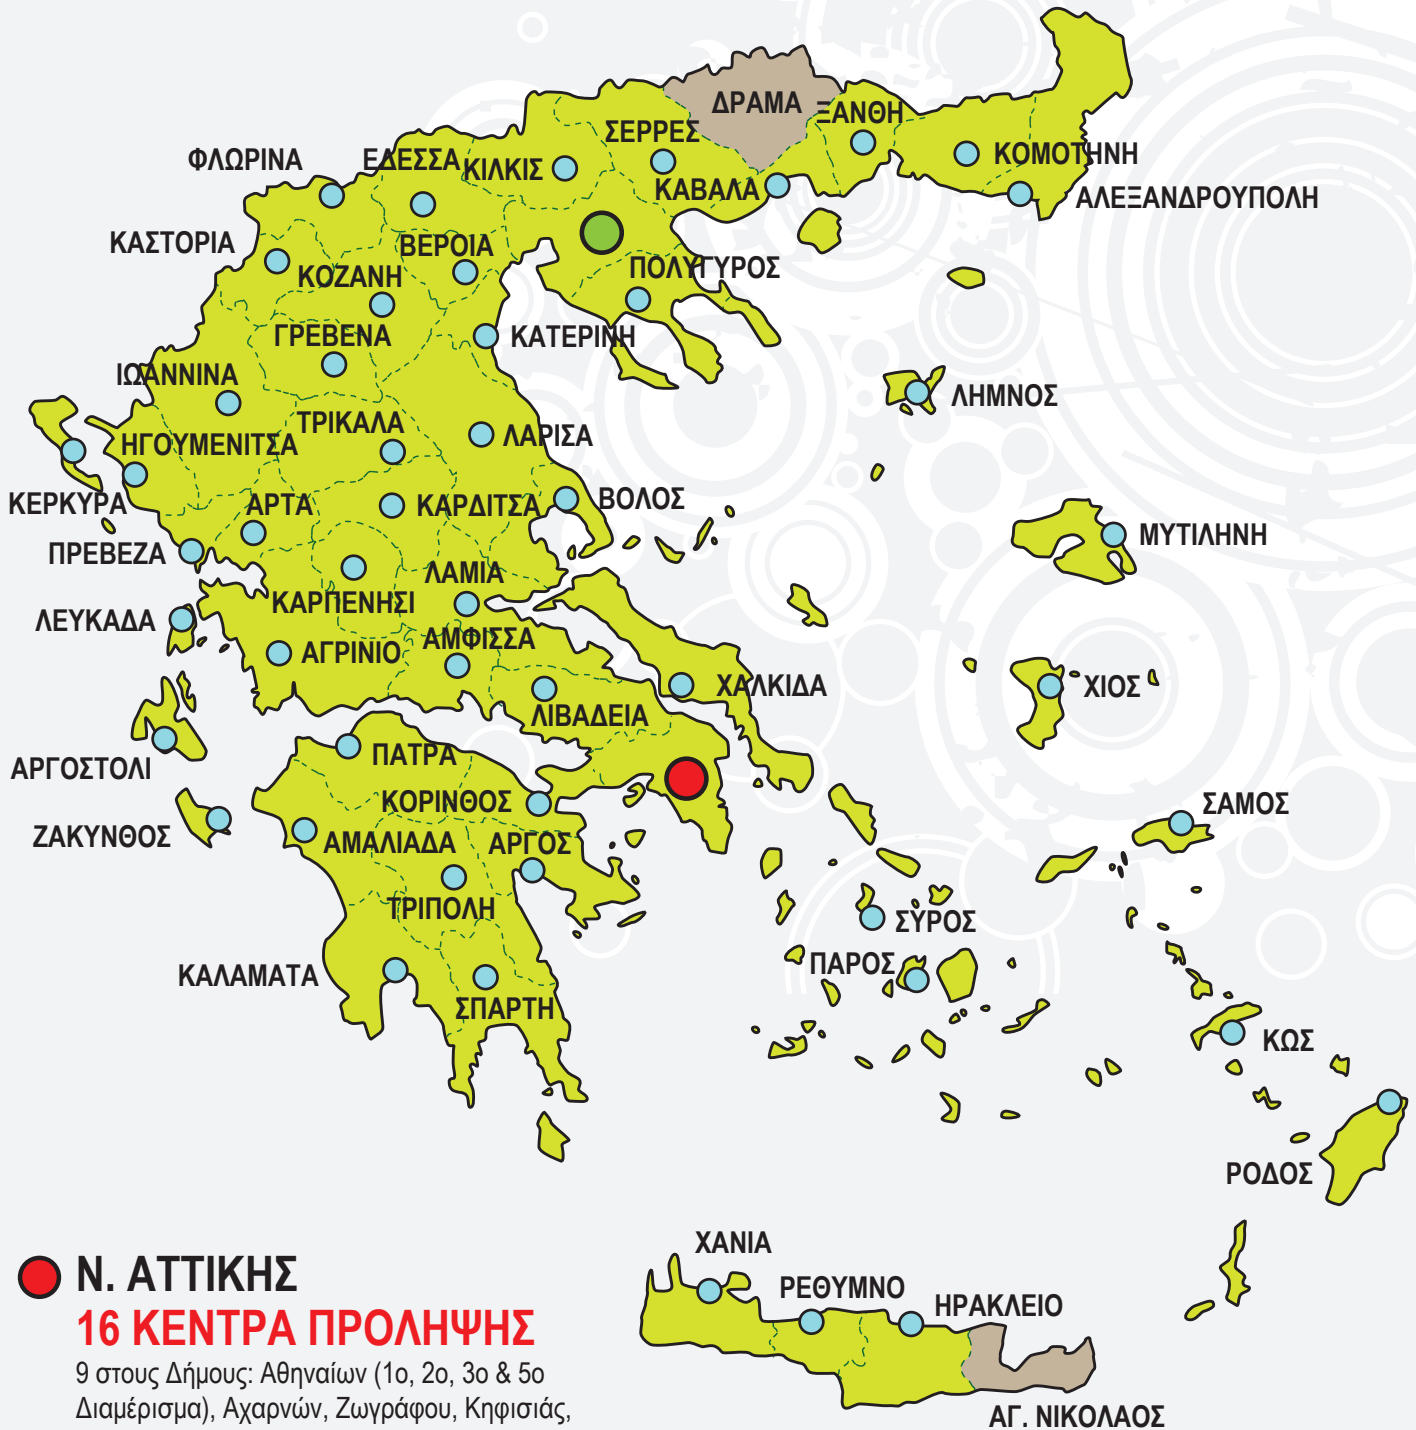 ΔΡΑΜΑ
ΞΑΝΘΗ
ΣΕΡΡΕΣ
ΚΟΜΟΤΗΝΗ
ΦΛΩΡΙΝΑ
ΕΔΕΣΣΑ
ΚΙΛΚΙΣ
ΚΑΒΑΛΑ
ΑΛΕΞΑΝΔΡΟΥΠΟΛΗ
ΚΑΣΤΟΡΙΑ
ΒΕΡΟΙΑ
ΚΟΖΑΝΗ
ΠΟΛΥΓΥΡΟΣ
ΓΡΕΒΕΝΑ
ΚΑΤΕΡΙΝΗ
ΙΩΑΝΝΙΝΑ
ΛΗΜΝΟΣ
ΤΡΙΚΑΛΑ
ΗΓΟΥΜΕΝΙΤΣΑ
ΛΑΡΙΣΑ
ΚΕΡΚΥΡΑ
ΑΡΤΑ
ΚΑΡΔΙΤΣΑ
ΒΟΛΟΣ
ΠΡΕΒΕΖΑ
ΜΥΤΙΛΗΝΗ
ΛΑΜΙΑ
ΚΑΡΠΕΝΗΣΙ
ΛΕΥΚΑΔΑ
ΑΜΦΙΣΣΑ
ΑΓΡΙΝΙΟ
ΧΑΛΚΙΔΑ
ΧΙΟΣ
ΛΙΒΑΔΕΙΑ
ΠΑΤΡΑ
ΑΡΓΟΣΤΟΛΙ
ΚΟΡΙΝΘΟΣ
ΣΑΜΟΣ
ΖΑΚΥΝΘΟΣ
ΑΜΑΛΙΑΔΑ
ΑΡΓΟΣ
ΤΡΙΠΟΛΗ
ΣΥΡΟΣ
ΠΑΡΟΣ
ΚΑΛΑΜΑΤΑ
ΣΠΑΡΤΗ
ΚΩΣ
ΡΟΔΟΣ
ΧΑΝΙΑ
ΡΕΘΥΜΝΟ
ΗΡΑΚΛΕΙΟ
ΑΓ. ΝΙΚΟΛΑΟΣ
Ν. ΑΤΤΙΚΗΣ
16 ΚΕΝΤΡΑ ΠΡΟΛΗΨΗΣ
9 στους Δήμους: Αθηναίων (1ο, 2ο, 3ο & 5ο
Διαμέρισμα), Αχαρνών, Ζωγράφου, Κηφισιάς,